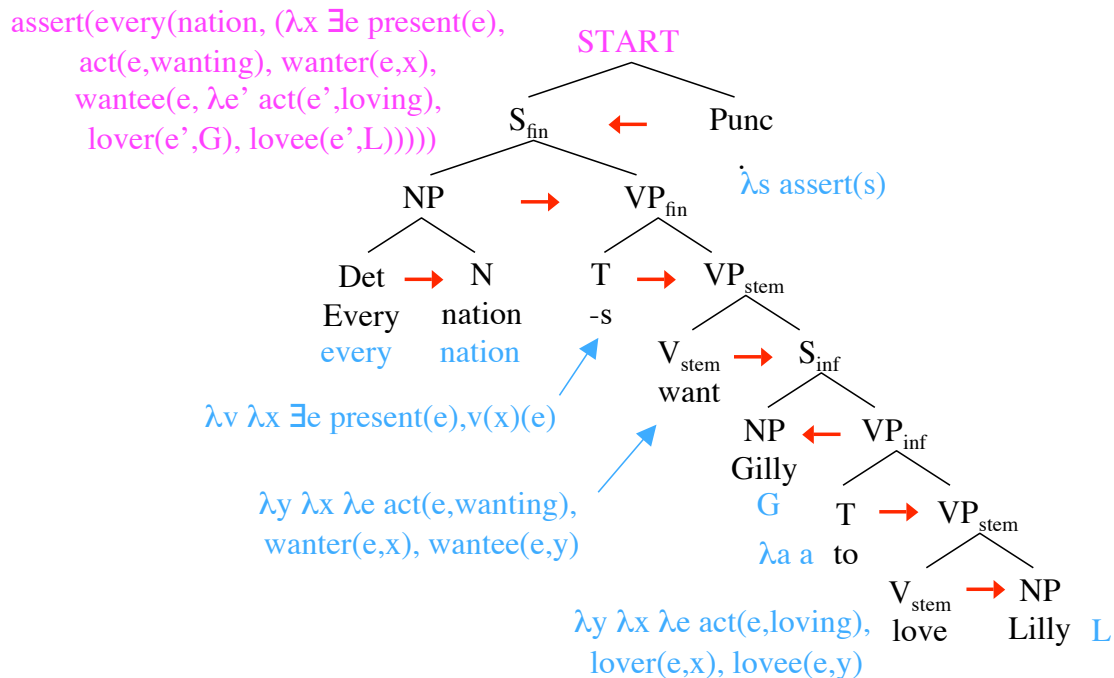 assert(every(nation, (λx ∃e present(e),
act(e,wanting), wanter(e,x),
wantee(e, λe’ act(e’,loving),
lover(e’,G), lovee(e’,L)))))
START
S_fin
Punc
.
λs assert(s)
NP
VP_fin
Det
N
T
VP_stem
Every
nation
-s
every
nation
V_stem
S_inf
want
λv λx ∃e present(e),v(x)(e)
NP
VP_inf
Gilly
G
λy λx λe act(e,wanting),
wanter(e,x), wantee(e,y)
T
VP_stem
λa a
to
V_stem
NP
love
Lilly
L
λy λx λe act(e,loving),
lover(e,x), lovee(e,y)